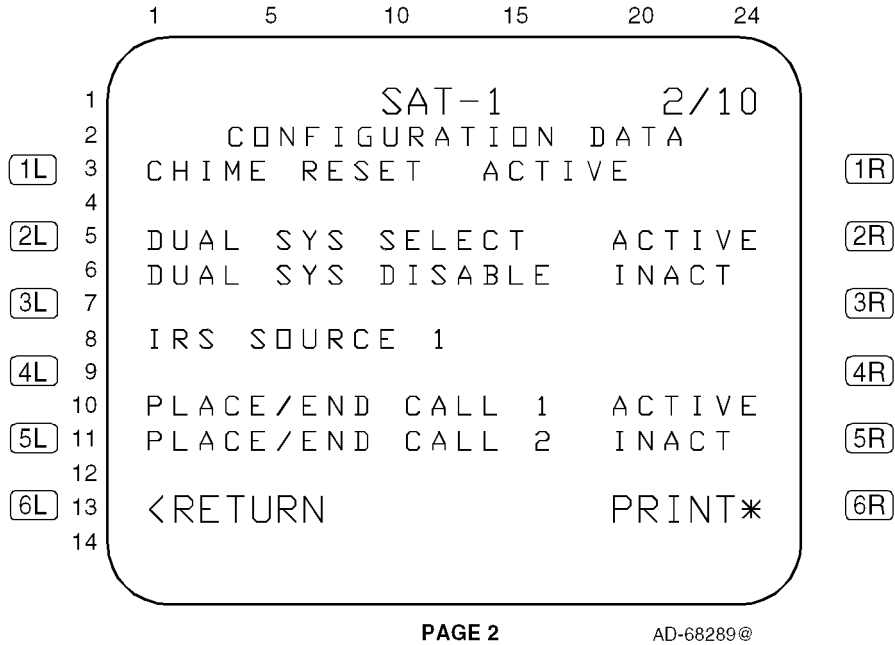 1 5 10 15 20 24
1 SAT-1 2/10
2 CONFIGURATION DATA
1L 3 CHIME RESET ACTIVE 1R
4
2L 5 DUAL SYS SELECT ACTIVE 2R
6 DUAL SYS DISABLE INACT
3L 7 3R
8 IRS SOURCE 1
4L 9 4R
10 PLACE/END CALL 1 ACTIVE
5L 11 PLACE/END CALL 2 INACT 5R
12
6L 13 <RETURN PRINT* 6R
14
PAGE 2 AD-68289@